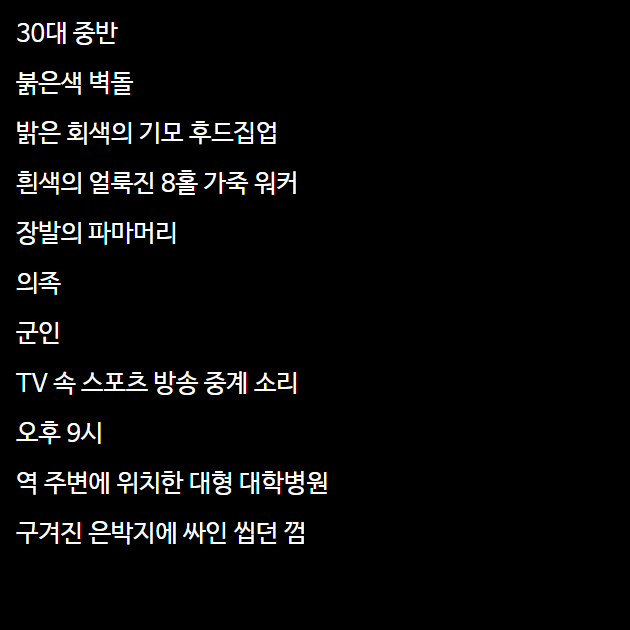 30대 중반
붉은색 벽돌
밝은 회색의 기모 후드집업
흰색의 얼룩진 8홀 가죽 워커
장발의 파마머리
의족
군인
TV 속 스포츠 방송 중계 소리
오후 9시
역 주변에 위치한 대형 대학병원
구겨진 은박지에 싸인 씹던 껌